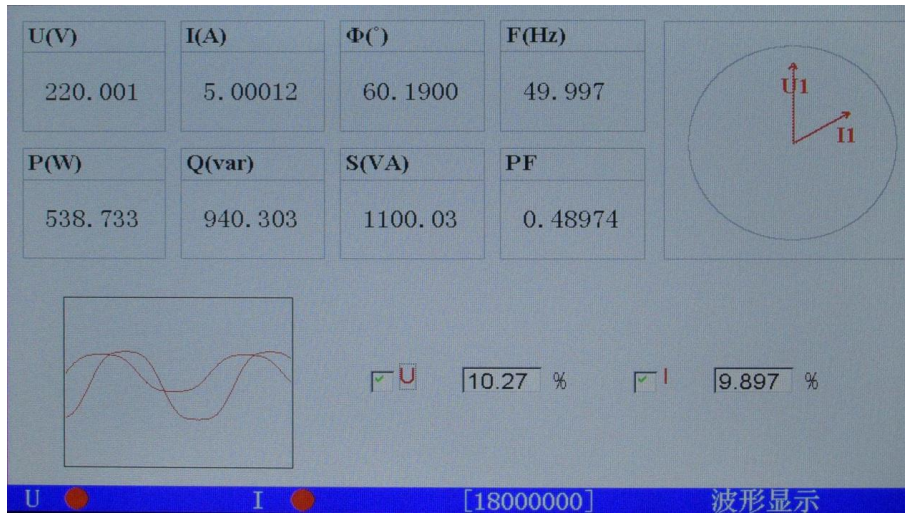 U(V) I(A) Φ(°) F(Hz)
220.001 5.00012 60.1900 49.997
U1
I1
P(W) Q(var) S(VA) PF
538.733 940.303 1100.03 0.48974
U 10.27 % I 9.897 %
U I [18000000] 波形显示